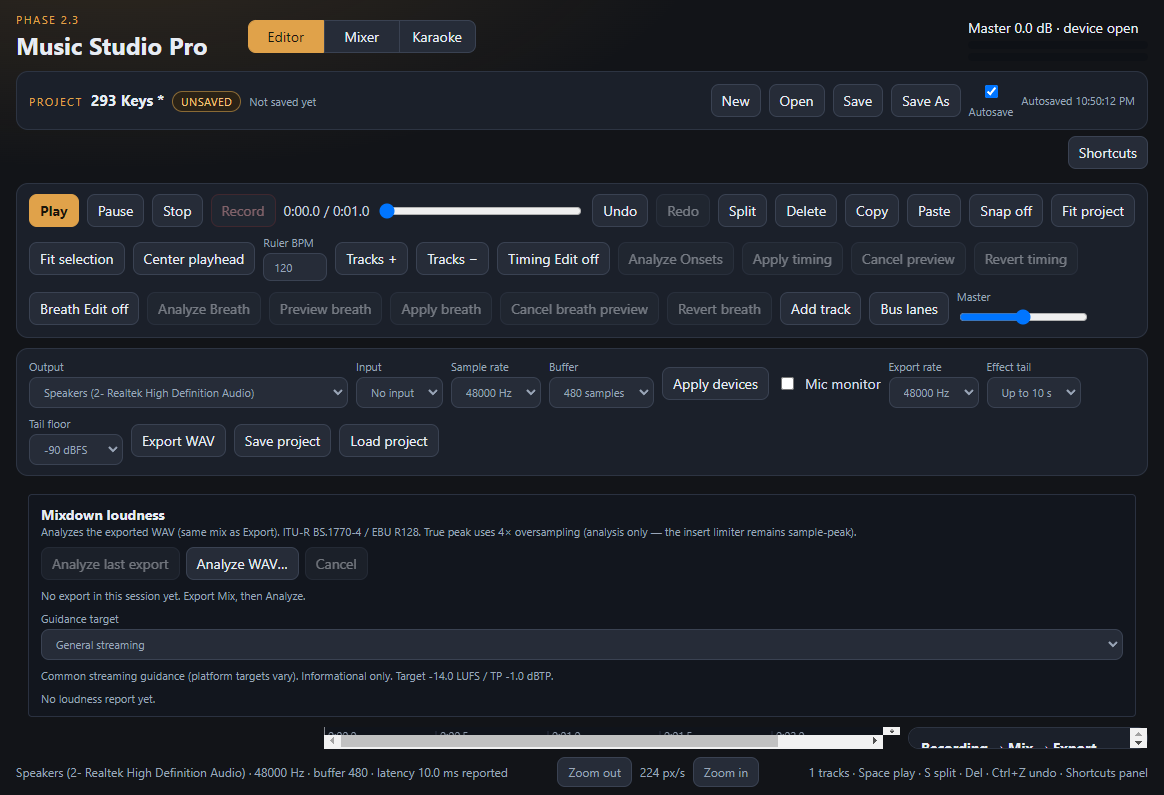 PHASE 2.3
Music Studio Pro
Editor Mixer Karaoke
Master 0.0 dB · device open
PROJECT 293 Keys * UNSAVED Not saved yet
New Open Save Save As Autosave Autosaved 10:50:12 PM
Shortcuts
Play Pause Stop Record 0:00.0 / 0:01.0 Undo Redo Split Delete Copy Paste Snap off Fit project
Fit selection Center playhead Ruler BPM 120 Tracks + Tracks − Timing Edit off Analyze Onsets Apply timing Cancel preview Revert timing
Breath Edit off Analyze Breath Preview breath Apply breath Cancel breath preview Revert breath Add track Bus lanes Master
Output Input Sample rate Buffer Export rate Effect tail
Speakers (2- Realtek High Definition Audio) No input 48000 Hz 480 samples Apply devices Mic monitor 48000 Hz Up to 10 s
Tail floor
-90 dBFS Export WAV Save project Load project
Mixdown loudness
Analyzes the exported WAV (same mix as Export). ITU-R BS.1770-4 / EBU R128. True peak uses 4× oversampling (analysis only — the insert limiter remains sample-peak).
Analyze last export Analyze WAV... Cancel
No export in this session yet. Export Mix, then Analyze.
Guidance target
General streaming
Common streaming guidance (platform targets vary). Informational only. Target -14.0 LUFS / TP -1.0 dBTP.
No loudness report yet.
Recording → Mix → Export
Speakers (2- Realtek High Definition Audio) · 48000 Hz · buffer 480 · latency 10.0 ms reported Zoom out 224 px/s Zoom in 1 tracks · Space play · S split · Del · Ctrl+Z undo · Shortcuts panel